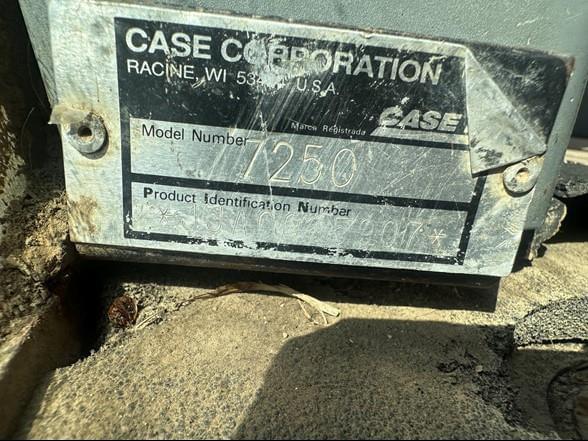 CASE CORPORATION
RACINE, WI U.S.A.
Marca Registrada
CASE
Model Number
7250
Product Identification Number